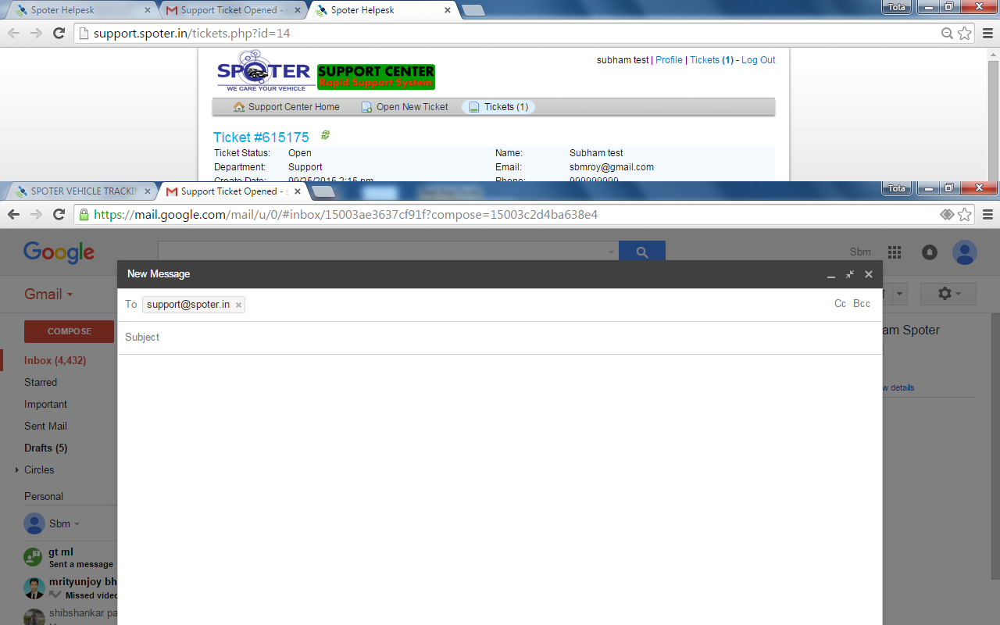 Spoter Helpesk
Support Ticket Opened - s
Spoter Helpesk
Tota
support.spoter.in/tickets.php?id=14
SPOTER
WE CARE YOUR VEHICLE
SUPPORT CENTER
Rapid Support System
subham test | Profile | Tickets (1) - Log Out
Support Center Home
Open New Ticket
Tickets (1)
Ticket #615175
Ticket Status: Open
Name: Subham test
Department: Support
Email: sbmroy@gmail.com
Create Date: 09/25/2015 2:15 pm
Phone: 999999999
SPOTER VEHICLE TRACKIN
Support Ticket Opened - s
Tota
https://mail.google.com/mail/u/0/#inbox/15003ae3637cf91f?compose=15003c2d4ba638e4
Google
Sbm
New Message
Gmail
To support@spoter.in
Cc Bcc
COMPOSE
Subject
am Spoter
Inbox (4,432)
Starred
w details
Important
Sent Mail
Drafts (5)
Circles
Personal
Sbm
gt ml
Sent a message
mrityunjoy bh
Missed video
shibshankar pa